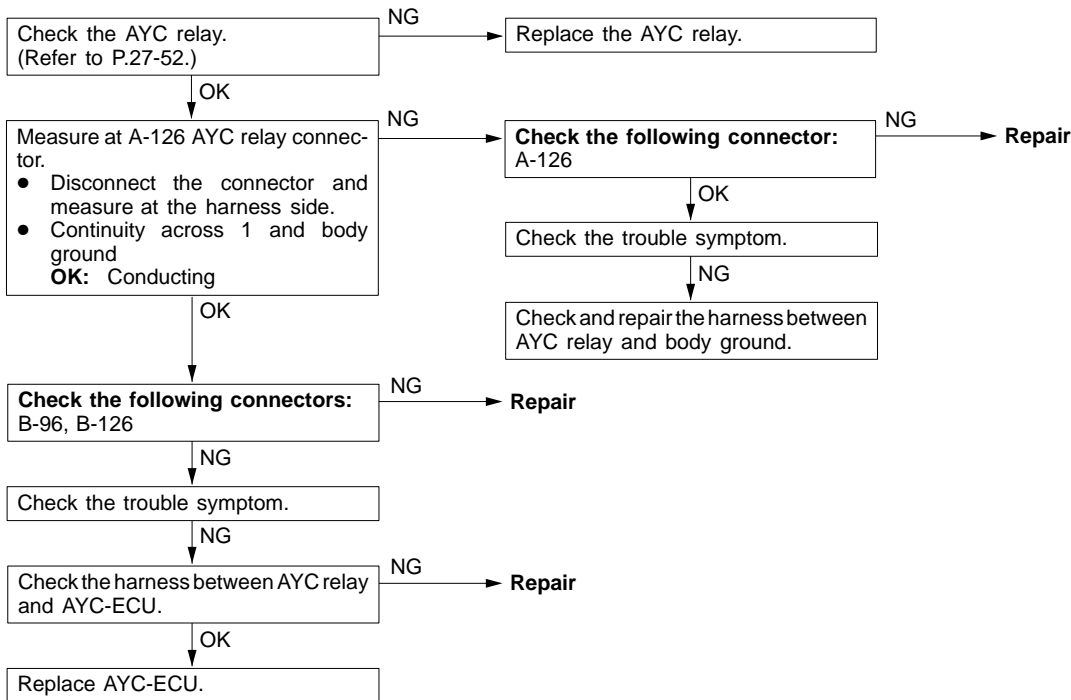 Check the AYC relay.
(Refer to P.27-52.)
NG
Replace the AYC relay.
OK
Measure at A-126 AYC relay connec-
tor.
● Disconnect the connector and
measure at the harness side.
● Continuity across 1 and body
ground
OK: Conducting
NG
Check the following connector:
A-126
NG
Repair
OK
Check the trouble symptom.
NG
Check and repair the harness between
AYC relay and body ground.
OK
Check the following connectors:
B-96, B-126
NG
Repair
NG
Check the trouble symptom.
NG
Check the harness between AYC relay
and AYC-ECU.
NG
Repair
OK
Replace AYC-ECU.